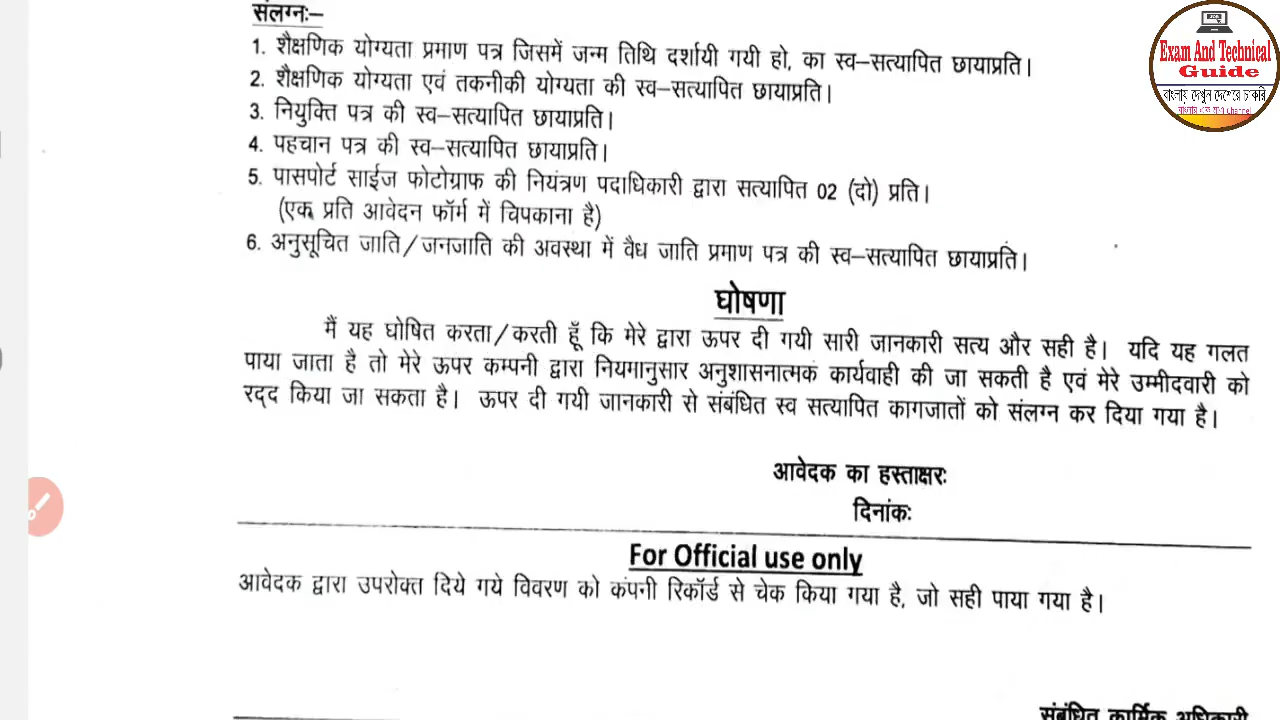 संलग्नः–
1. शैक्षणिक योग्यता प्रमाण पत्र जिसमें जन्म तिथि दर्शायी गयी हो, का स्व–सत्यापित छायाप्रति।
2. शैक्षणिक योग्यता एवं तकनीकी योग्यता की स्व–सत्यापित छायाप्रति।
3. नियुक्ति पत्र की स्व–सत्यापित छायाप्रति।
4. पहचान पत्र की स्व–सत्यापित छायाप्रति।
5. पासपोर्ट साईज फोटोग्राफ की नियंत्रण पदाधिकारी द्वारा सत्यापित 02 (दो) प्रति।
(एक प्रति आवेदन फॉर्म में चिपकाना है)
6. अनुसूचित जाति/जनजाति की अवस्था में वैध जाति प्रमाण पत्र की स्व–सत्यापित छायाप्रति।
घोषणा
मैं यह घोषित करता/करती हूँ कि मेरे द्वारा ऊपर दी गयी सारी जानकारी सत्य और सही है। यदि यह गलत
पाया जाता है तो मेरे ऊपर कम्पनी द्वारा नियमानुसार अनुशासनात्मक कार्यवाही की जा सकती है एवं मेरे उम्मीदवारी को
रद्द किया जा सकता है। ऊपर दी गयी जानकारी से संबंधित स्व सत्यापित कागजातों को संलग्न कर दिया गया है।
आवेदक का हस्ताक्षरः
दिनांकः
For Official use only
आवेदक द्वारा उपरोक्त दिये गये विवरण को कंपनी रिकॉर्ड से चेक किया गया है, जो सही पाया गया है।
संबंधित कार्मिक अधिकारी
Exam And Technical
Guide
বাংলায় দেখুন দেশের চাকরি
বাংলায় এক মাত্র channel